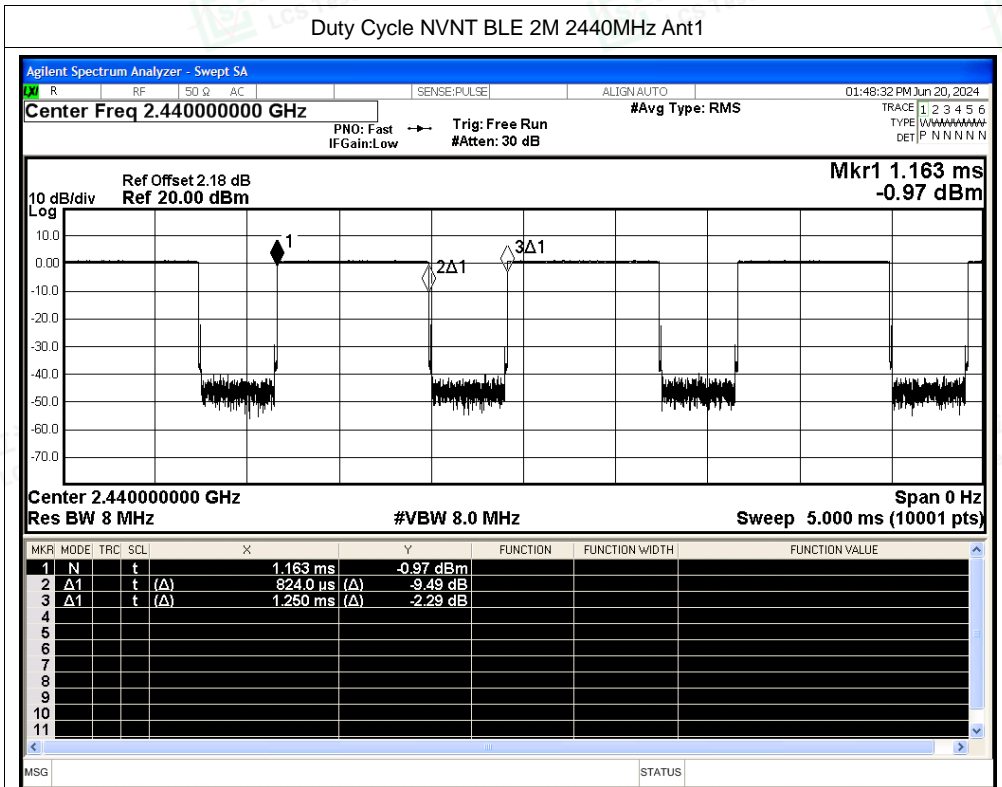 Duty Cycle NVNT BLE 2M 2440MHz Ant1
Agilent Spectrum Analyzer - Swept SA
LXI R RF 50 Ω AC SENSE:PULSE ALIGN AUTO 01:48:32 PM Jun 20, 2024
Center Freq 2.440000000 GHz #Avg Type: RMS TRACE 1 2 3 4 5 6
PNO: Fast Trig: Free Run TYPE WWWWWW
IFGain:Low #Atten: 30 dB DET P N N N N N
Mkr1 1.163 ms
-0.97 dBm
Ref Offset 2.18 dB
10 dB/div Ref 20.00 dBm
Log
10.0
0.00
-10.0
-20.0
-30.0
-40.0
-50.0
-60.0
-70.0
1
2Δ1
3Δ1
Center 2.440000000 GHz Span 0 Hz
Res BW 8 MHz #VBW 8.0 MHz Sweep 5.000 ms (10001 pts)
MKR MODE TRC SCL X Y FUNCTION FUNCTION WIDTH FUNCTION VALUE
1 N t 1.163 ms -0.97 dBm
2 Δ1 t (Δ) 824.0 µs (Δ) -9.49 dB
3 Δ1 t (Δ) 1.250 ms (Δ) -2.29 dB
4
5
6
7
8
9
10
11
MSG STATUS